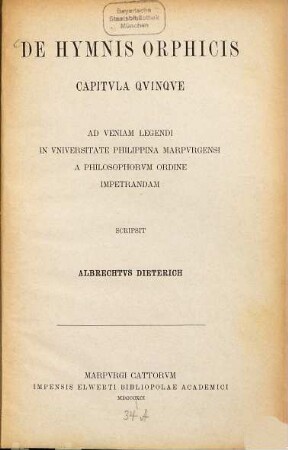 Bayerische
Staatsbibliothek
München
DE HYMNIS ORPHICIS
CAPITVLA QVINQVE
AD VENIAM LEGENDI
IN VNIVERSITATE PHILIPPINA MARPVRGENSI
A PHILOSOPHORVM ORDINE
IMPETRANDAM
SCRIPSIT
ALBRECHTVS DIETERICH
MARPVRGI CATTORVM
IMPENSIS ELWERTI BIBLIOPOLAE ACADEMICI
MDCCCXCI